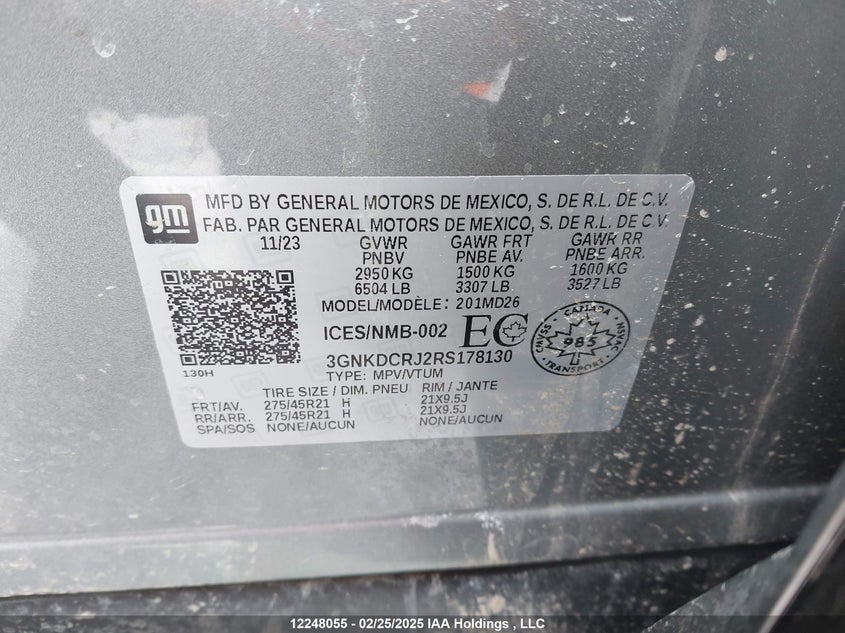 gm
MFD BY GENERAL MOTORS DE MEXICO, S. DE R.L. DE C.V.
FAB. PAR GENERAL MOTORS DE MEXICO, S. DE R.L. DE C.V.
11/23 GVWR GAWR FRT GAWR RR
PNBV PNBE AV. PNBE ARR.
2950 KG 1500 KG 1600 KG
6504 LB 3307 LB 3527 LB
MODEL/MODÈLE: 201MD26
ICES/NMB-002 EC
CANADA
CMVSS 985 NSVAC
TRANSPORT
3GNKDCRJ2RS178130
130H
TYPE: MPV/VTUM
TIRE SIZE / DIM. PNEU RIM / JANTE
FRT/AV. 275/45R21 H 21X9.5J
RR/ARR. 275/45R21 H 21X9.5J
SPA/SOS NONE/AUCUN NONE/AUCUN
12248055 - 02/25/2025 IAA Holdings , LLC